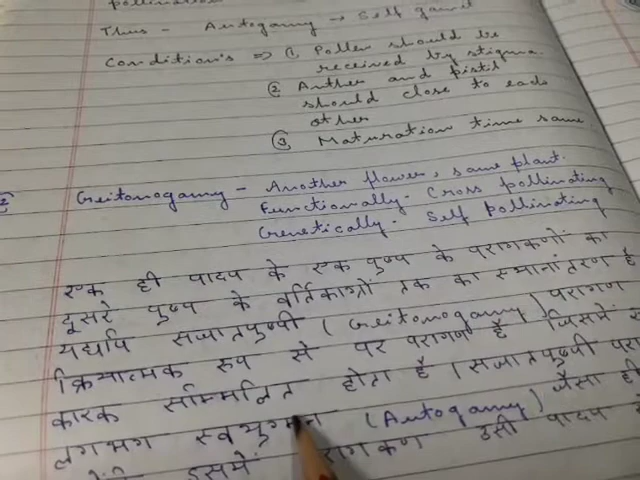 pollination
Thus - Autogamy → Self gamet
Condition's ⇒ ① Pollen should be
received by stigma.
② Anther and pistil
should close to each
other
③ Maturation time same
② Geitonogamy - Another flower, same plant.
Functionally - Cross pollinating
Genetically - Self pollinating
एक ही पादप के एक पुष्प के परागकणों का
दूसरे पुष्प के वर्तिकाग्रों तक का स्थानांतरण है
यद्यपि सजातपुष्पी (Geitonogamy) परागण
क्रियात्मक रूप से पर परागण है जिसमें
कारक सम्मिलित होता है। सजातपुष्पी
लगभग स्वयुग्मन (Autogamy) जैसा ही
इसमें परागकण उसी पादप